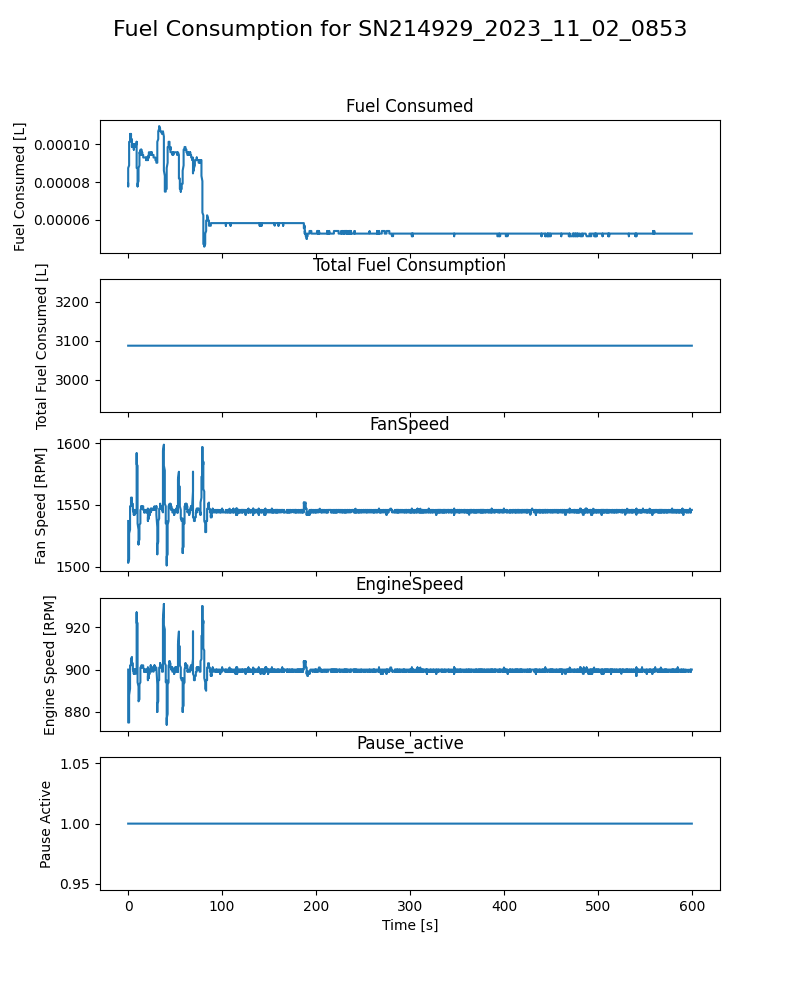 Fuel Consumption for SN214929_2023_11_02_0853
Fuel Consumed
Fuel Consumed [L]
0.00010
0.00008
0.00006
Total Fuel Consumption
Total Fuel Consumed [L]
3200
3100
3000
FanSpeed
Fan Speed [RPM]
1600
1550
1500
EngineSpeed
Engine Speed [RPM]
920
900
880
Pause_active
Pause Active
1.05
1.00
0.95
0 100 200 300 400 500 600
Time [s]